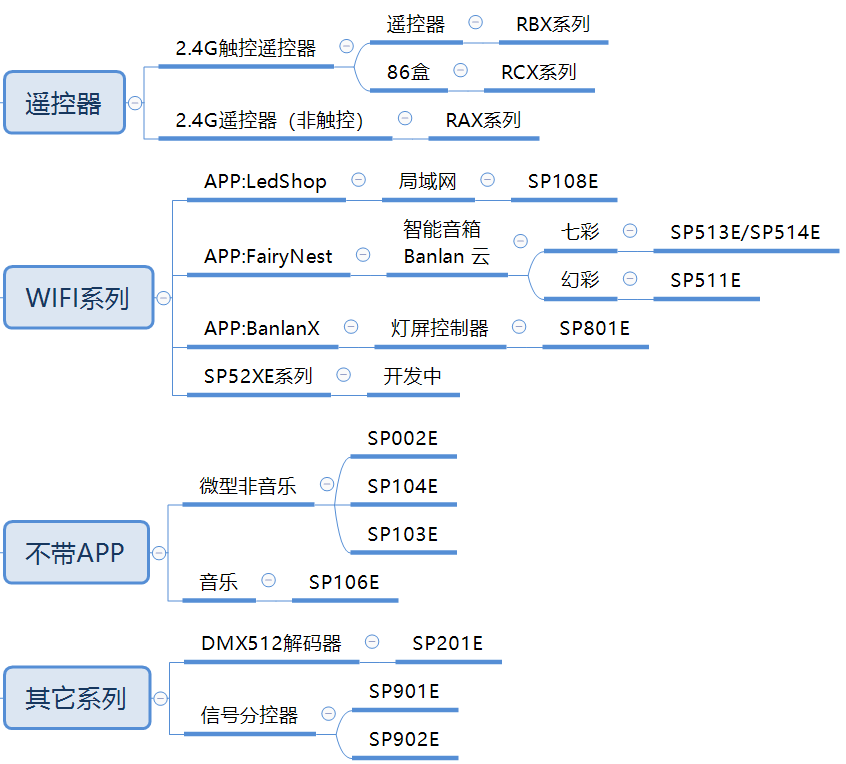 遥控器
2.4G触控遥控器
遥控器
RBX系列
86盒
RCX系列
2.4G遥控器（非触控）
RAX系列
WIFI系列
APP:LedShop
局域网
SP108E
APP:FairyNest
智能音箱
Banlan 云
七彩
SP513E/SP514E
幻彩
SP511E
APP:BanlanX
灯屏控制器
SP801E
SP52XE系列
开发中
不带APP
微型非音乐
SP002E
SP104E
SP103E
音乐
SP106E
其它系列
DMX512解码器
SP201E
信号分控器
SP901E
SP902E